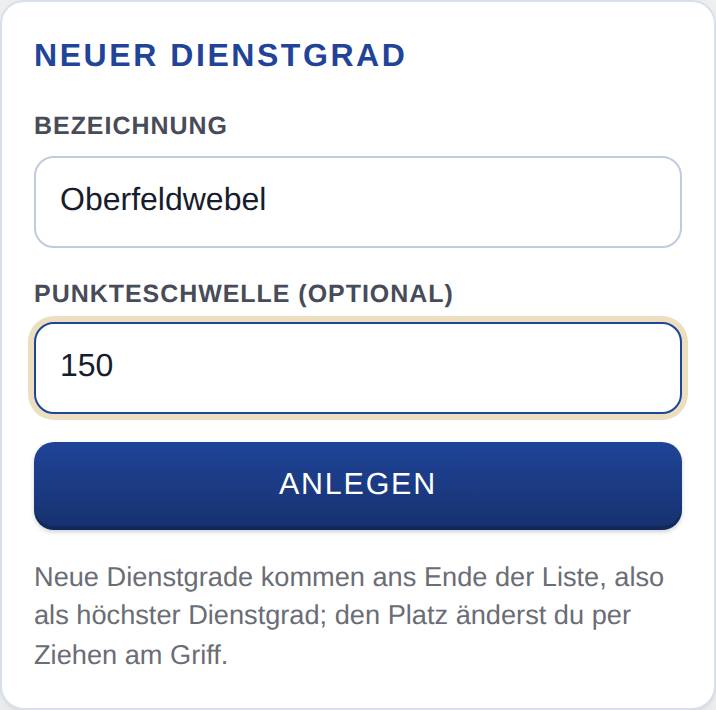 NEUER DIENSTGRAD
BEZEICHNUNG
Oberfeldwebel
PUNKTESCHWELLE (OPTIONAL)
150
ANLEGEN
Neue Dienstgrade kommen ans Ende der Liste, also
als höchster Dienstgrad; den Platz änderst du per
Ziehen am Griff.